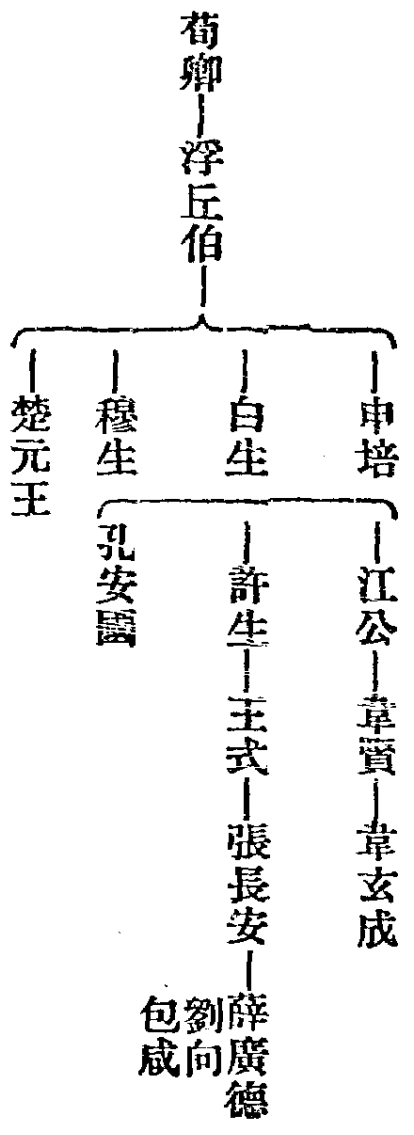 荀卿
浮丘伯
申培
白生
穆生
楚元王
江公
韋賢
韋玄成
許生
王式
張長安
薛廣德
劉向
包咸
孔安國